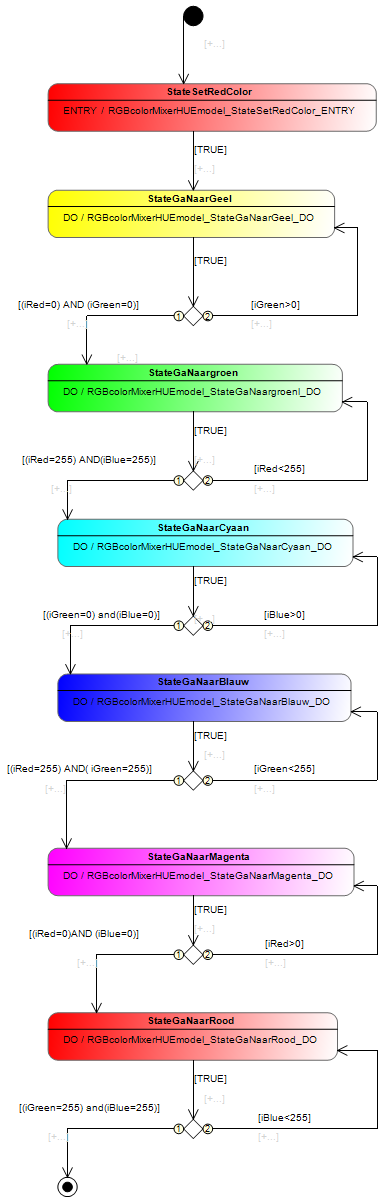 [+...]
StateSetRedColor
ENTRY / RGBcolorMixerHUEmodel_StateSetRedColor_ENTRY
[TRUE]
[+...]
StateGaNaarGeel
DO / RGBcolorMixerHUEmodel_StateGaNaarGeel_DO
[TRUE]
[(iRed=0) AND (iGreen=0)]
[iGreen>0]
1
2
[+...]
[+...]
[+...]
StateGaNaargroen
DO / RGBcolorMixerHUEmodel_StateGaNaargroenl_DO
[TRUE]
[(iRed=255) AND(iBlue=255)]
[+...]
[iRed<255]
1
2
[+...]
[+...]
StateGaNaarCyaan
DO / RGBcolorMixerHUEmodel_StateGaNaarCyaan_DO
[TRUE]
[(iGreen=0) and(iBlue=0)]
[iBlue>0]
1
2
[+...]
[+...]
StateGaNaarBlauw
DO / RGBcolorMixerHUEmodel_StateGaNaarBlauw_DO
[TRUE]
[+...]
[(iRed=255) AND( iGreen=255)]
[iGreen<255]
1
2
[+...]
[+...]
StateGaNaarMagenta
DO / RGBcolorMixerHUEmodel_StateGaNaarMagenta_DO
[TRUE]
[+...]
[(iRed=0)AND (iBlue=0)]
[iRed>0]
1
2
[+...]
[+...]
StateGaNaarRood
DO / RGBcolorMixerHUEmodel_StateGaNaarRood_DO
[TRUE]
[+...]
[(iGreen=255) and(iBlue=255)]
[iBlue<255]
1
2
[+...]
[+...]